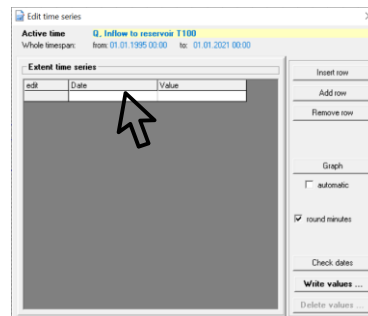 Edit time series
Active time Q, Inflow to reservoir T100
Whole timespan: from: 01.01.1995 00:00 to: 01.01.2021 00:00
Extent time series
edit Date Value
Insert row
Add row
Remove row
Graph
automatic
round minutes
Check dates
Write values ...
Delete values ...